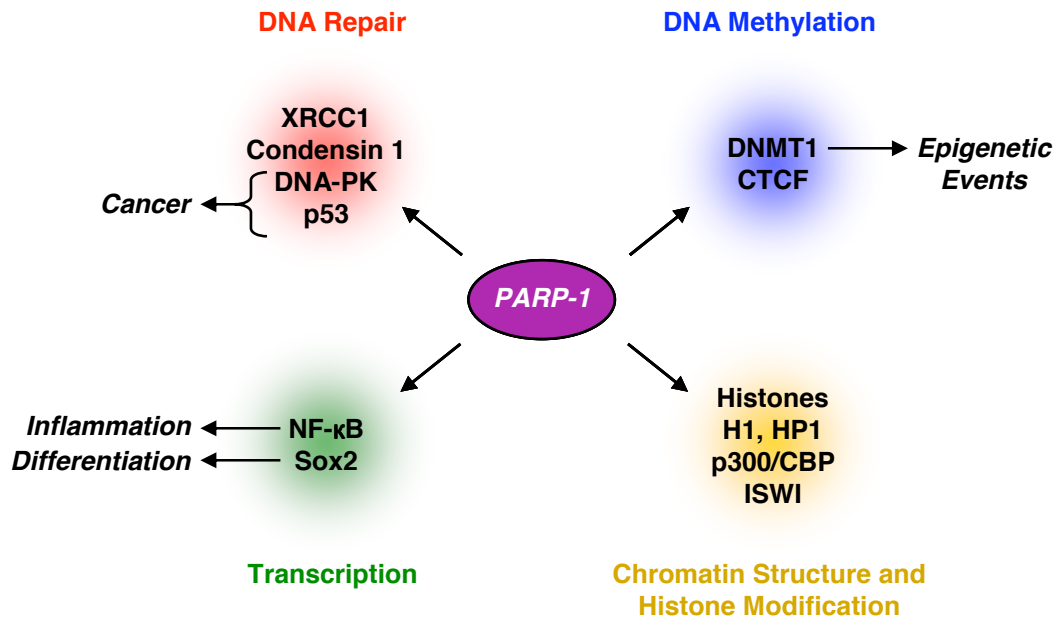 DNA Repair
DNA Methylation
XRCC1
Condensin 1
DNA-PK
p53
Cancer
DNMT1
CTCF
Epigenetic
Events
PARP-1
Inflammation
Differentiation
NF-κB
Sox2
Histones
H1, HP1
p300/CBP
ISWI
Transcription
Chromatin Structure and
Histone Modification